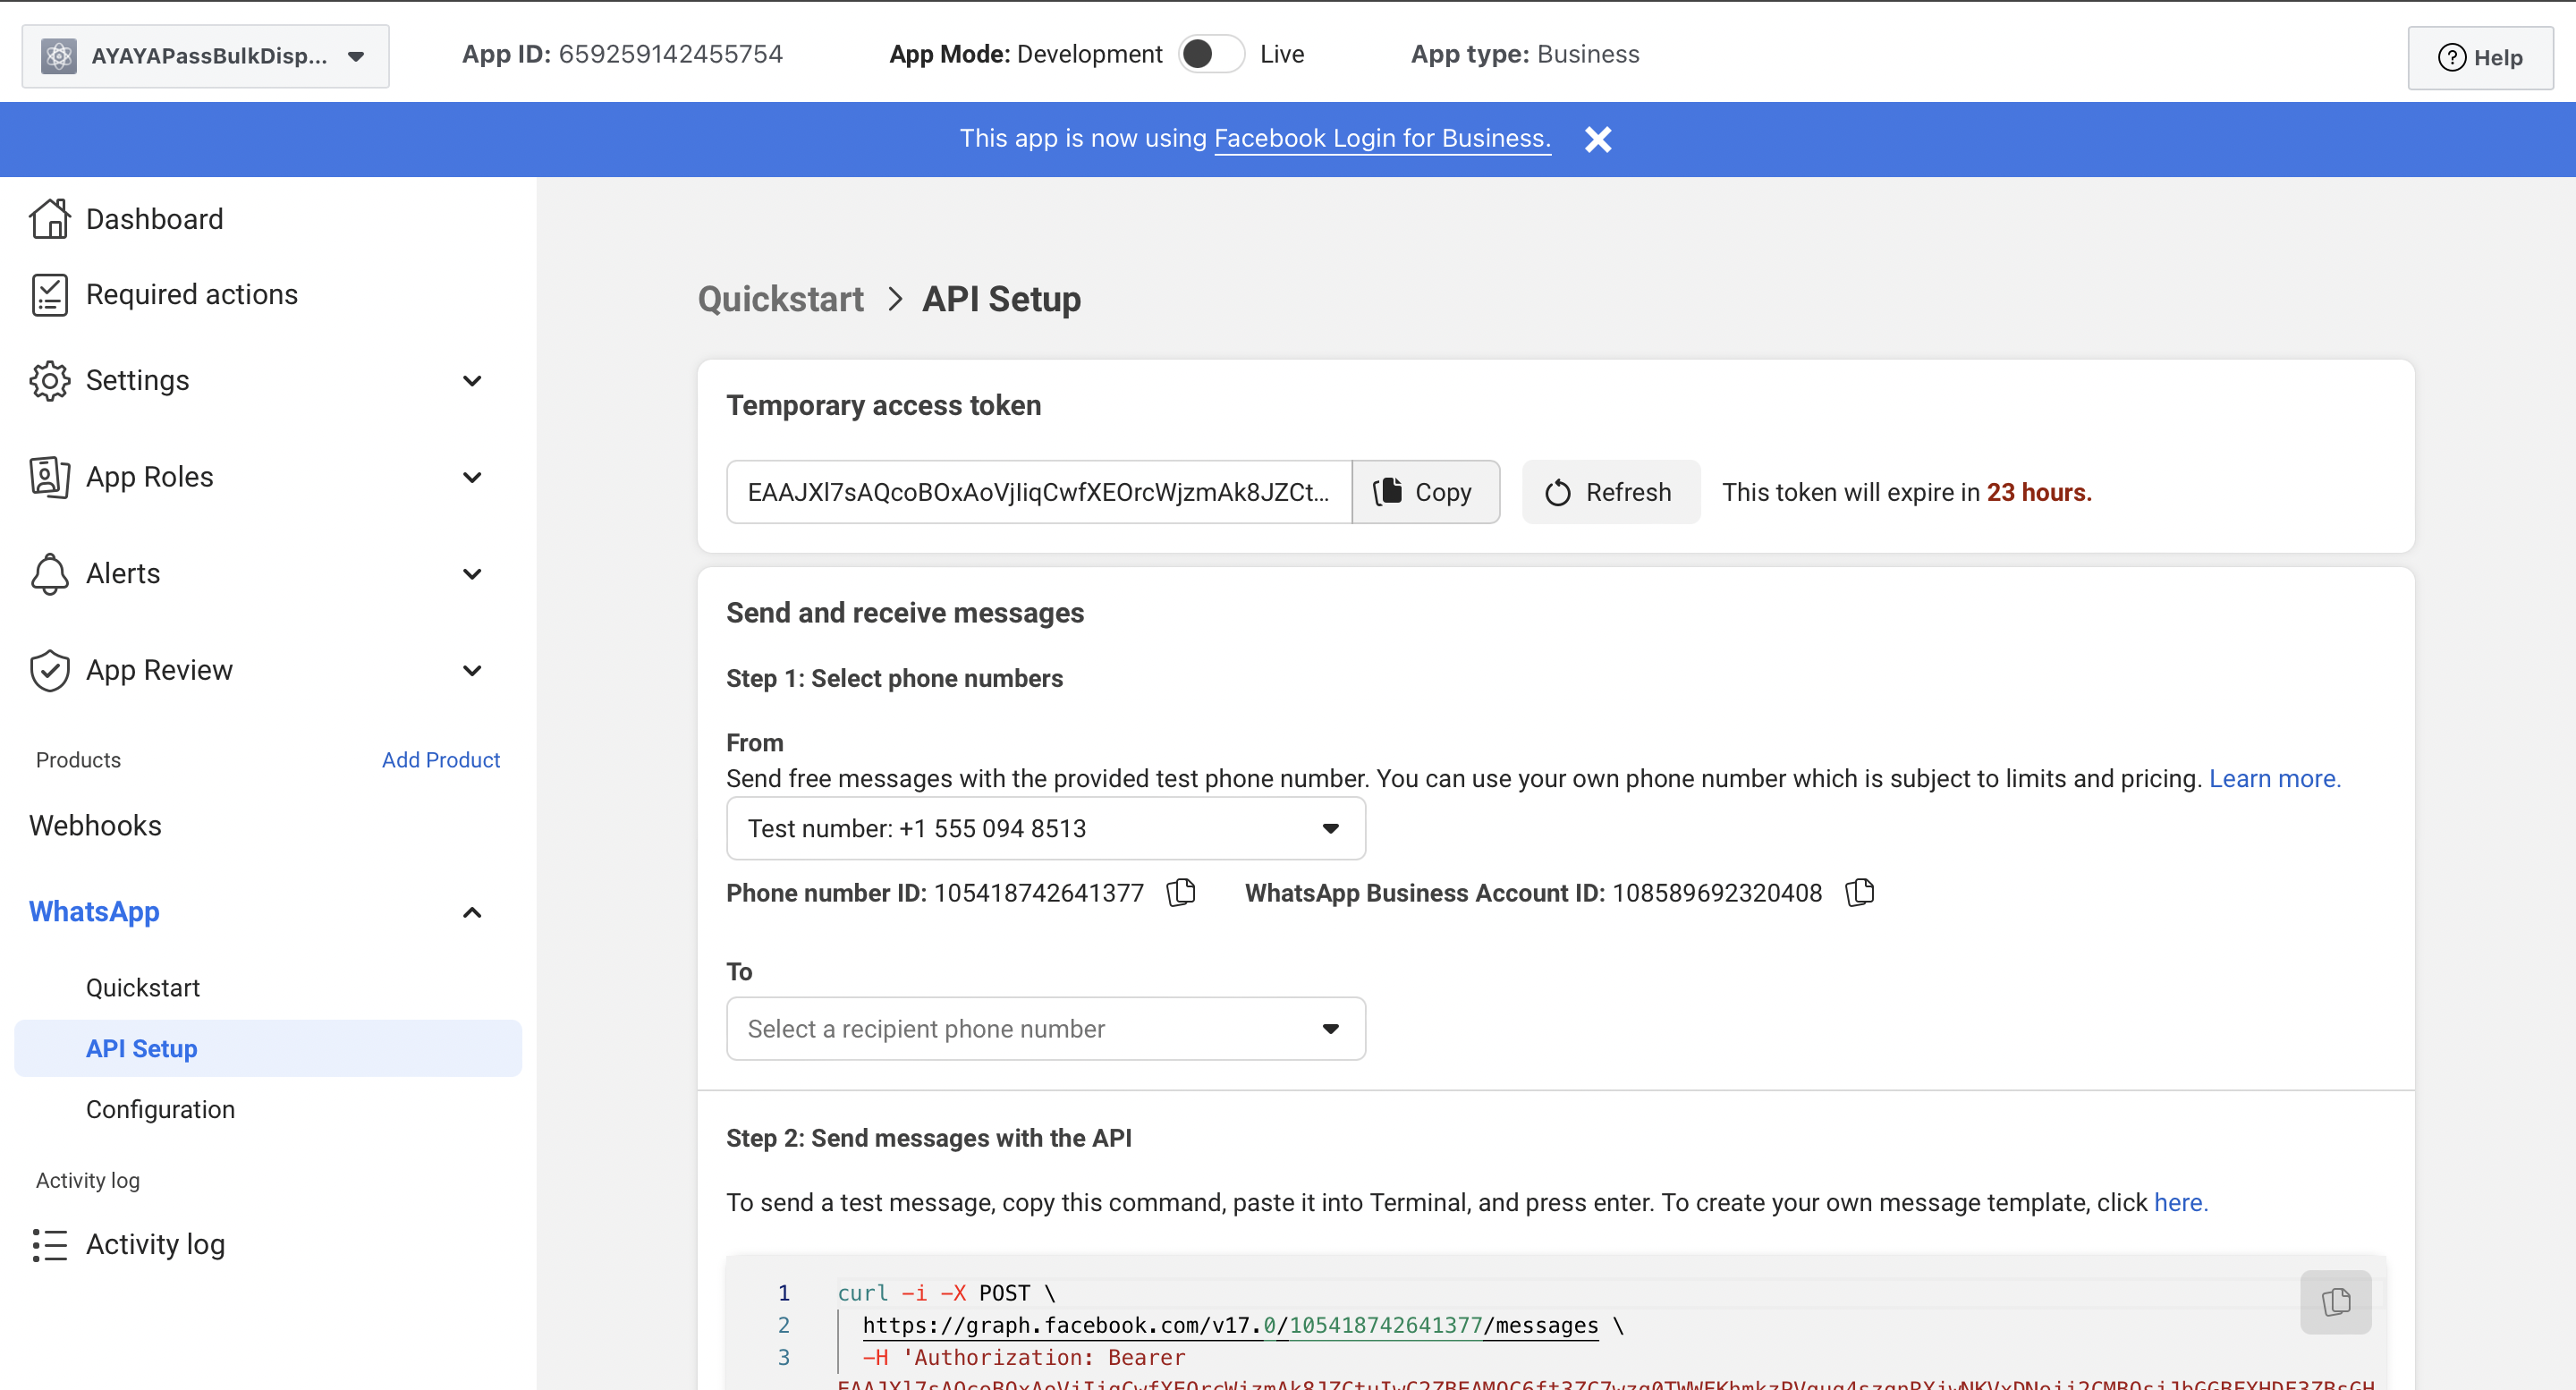 AYAYAPassBulkDisp...
App ID: 659259142455754
App Mode: Development Live
App type: Business
Help
This app is now using Facebook Login for Business.
Dashboard
Required actions
Settings
App Roles
Alerts
App Review
Products Add Product
Webhooks
WhatsApp
Quickstart
API Setup
Configuration
Activity log
Activity log
Quickstart > API Setup
Temporary access token
EAAJXl7sAQcoBOxAoVjIiqCwfXEOrcWjzmAk8JZCt... Copy Refresh This token will expire in 23 hours.
Send and receive messages
Step 1: Select phone numbers
From
Send free messages with the provided test phone number. You can use your own phone number which is subject to limits and pricing. Learn more.
Test number: +1 555 094 8513
Phone number ID: 105418742641377 WhatsApp Business Account ID: 108589692320408
To
Select a recipient phone number
Step 2: Send messages with the API
To send a test message, copy this command, paste it into Terminal, and press enter. To create your own message template, click here.
1 curl -i -X POST \
2 https://graph.facebook.com/v17.0/105418742641377/messages \
3 -H 'Authorization: Bearer